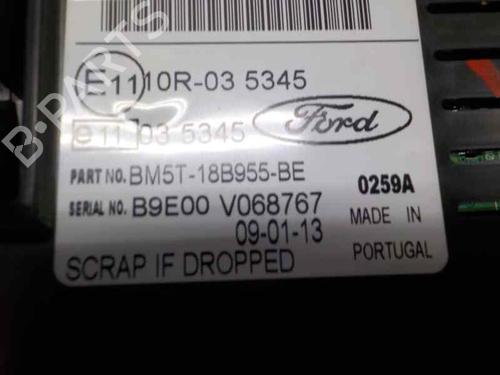 E11 10R-03 5345
e 11 03 5345
Ford
PART NO. BM5T-18B955-BE
0259A
SERIAL NO. B9E00 V068767
MADE IN
09-01-13
PORTUGAL
SCRAP IF DROPPED
B-PARTS